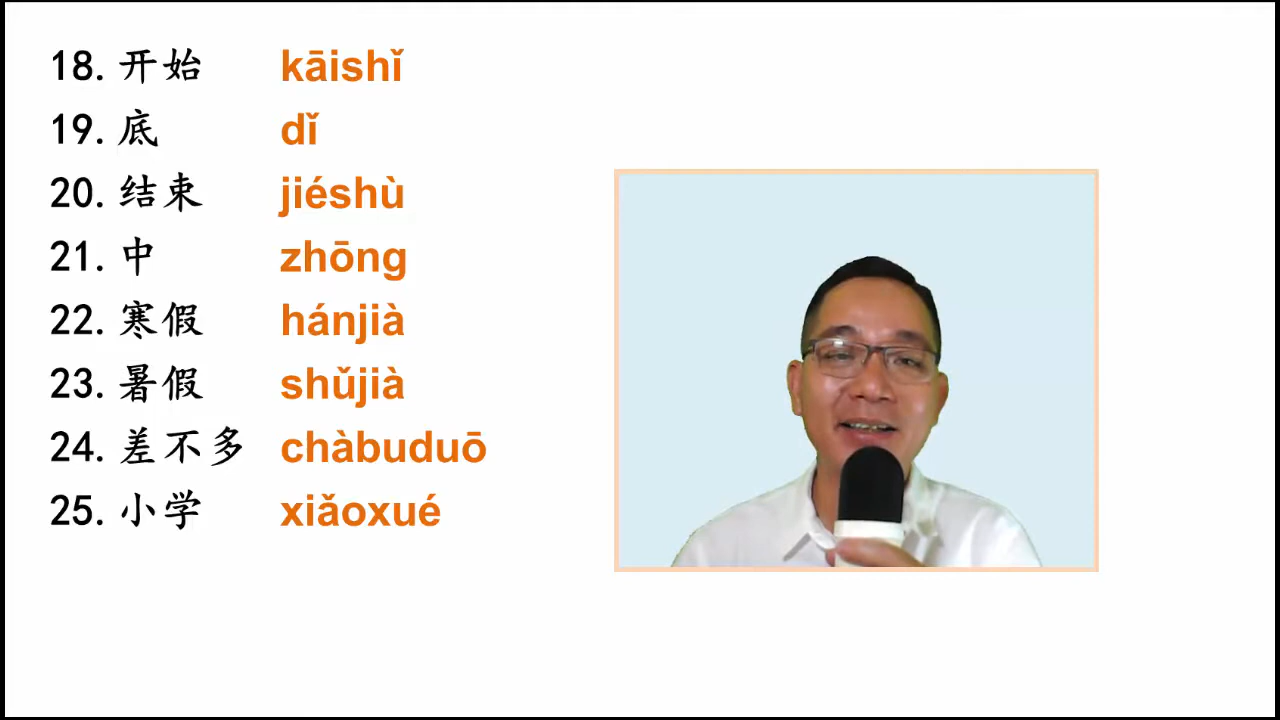 18. 开始 kāishǐ
19. 底 dǐ
20. 结束 jiéshù
21. 中 zhōng
22. 寒假 hánjià
23. 暑假 shǔjià
24. 差不多 chàbuduō
25. 小学 xiǎoxué